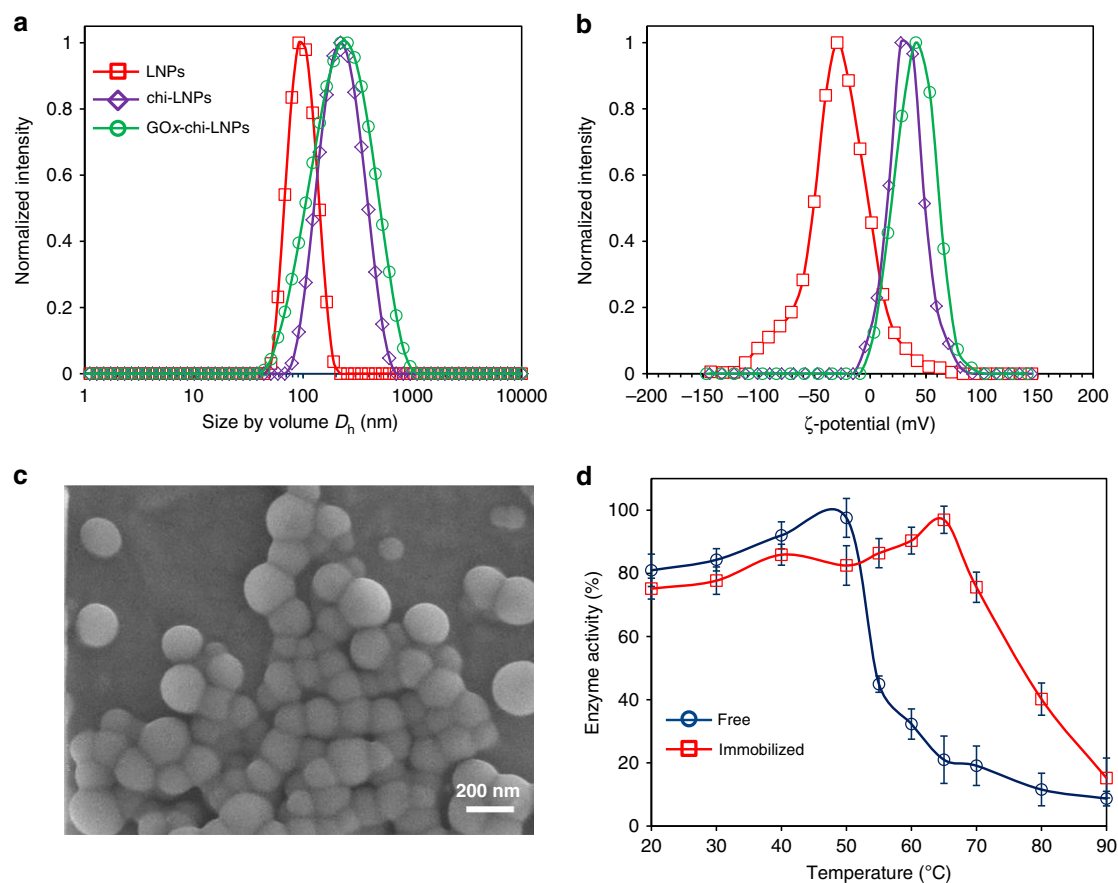 a
1
0.8
0.6
0.4
0.2
0
Normalized intensity
LNPs
chi-LNPs
GOx-chi-LNPs
1
10
100
1000
10000
Size by volume Dh (nm)
b
1
0.8
0.6
0.4
0.2
0
Normalized intensity
−200
−150
−100
−50
0
50
100
150
200
ζ-potential (mV)
c
200 nm
d
100
80
60
40
20
0
Enzyme activity (%)
Free
Immobilized
20
30
40
50
60
70
80
90
Temperature (°C)